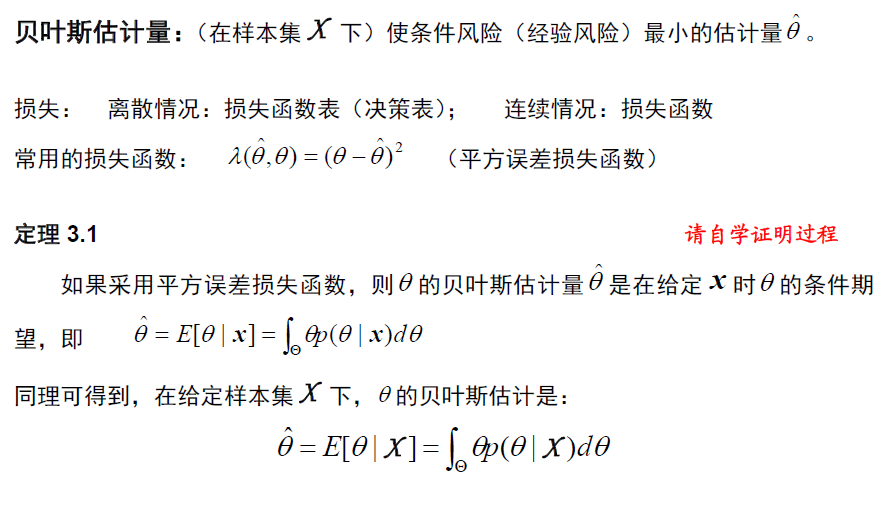 贝叶斯估计量：（在样本集 X 下）使条件风险（经验风险）最小的估计量 θ̂ 。
损失： 离散情况：损失函数表（决策表）； 连续情况：损失函数
常用的损失函数： λ(θ̂,θ) = (θ − θ̂)² （平方误差损失函数）
定理 3.1 请自学证明过程
如果采用平方误差损失函数，则 θ 的贝叶斯估计量 θ̂ 是在给定 x 时 θ 的条件期
望，即 θ̂ = E[θ | x] = ∫_Θ θp(θ | x)dθ
同理可得到，在给定样本集 X 下，θ 的贝叶斯估计是：
θ̂ = E[θ | X] = ∫_Θ θp(θ | X)dθ